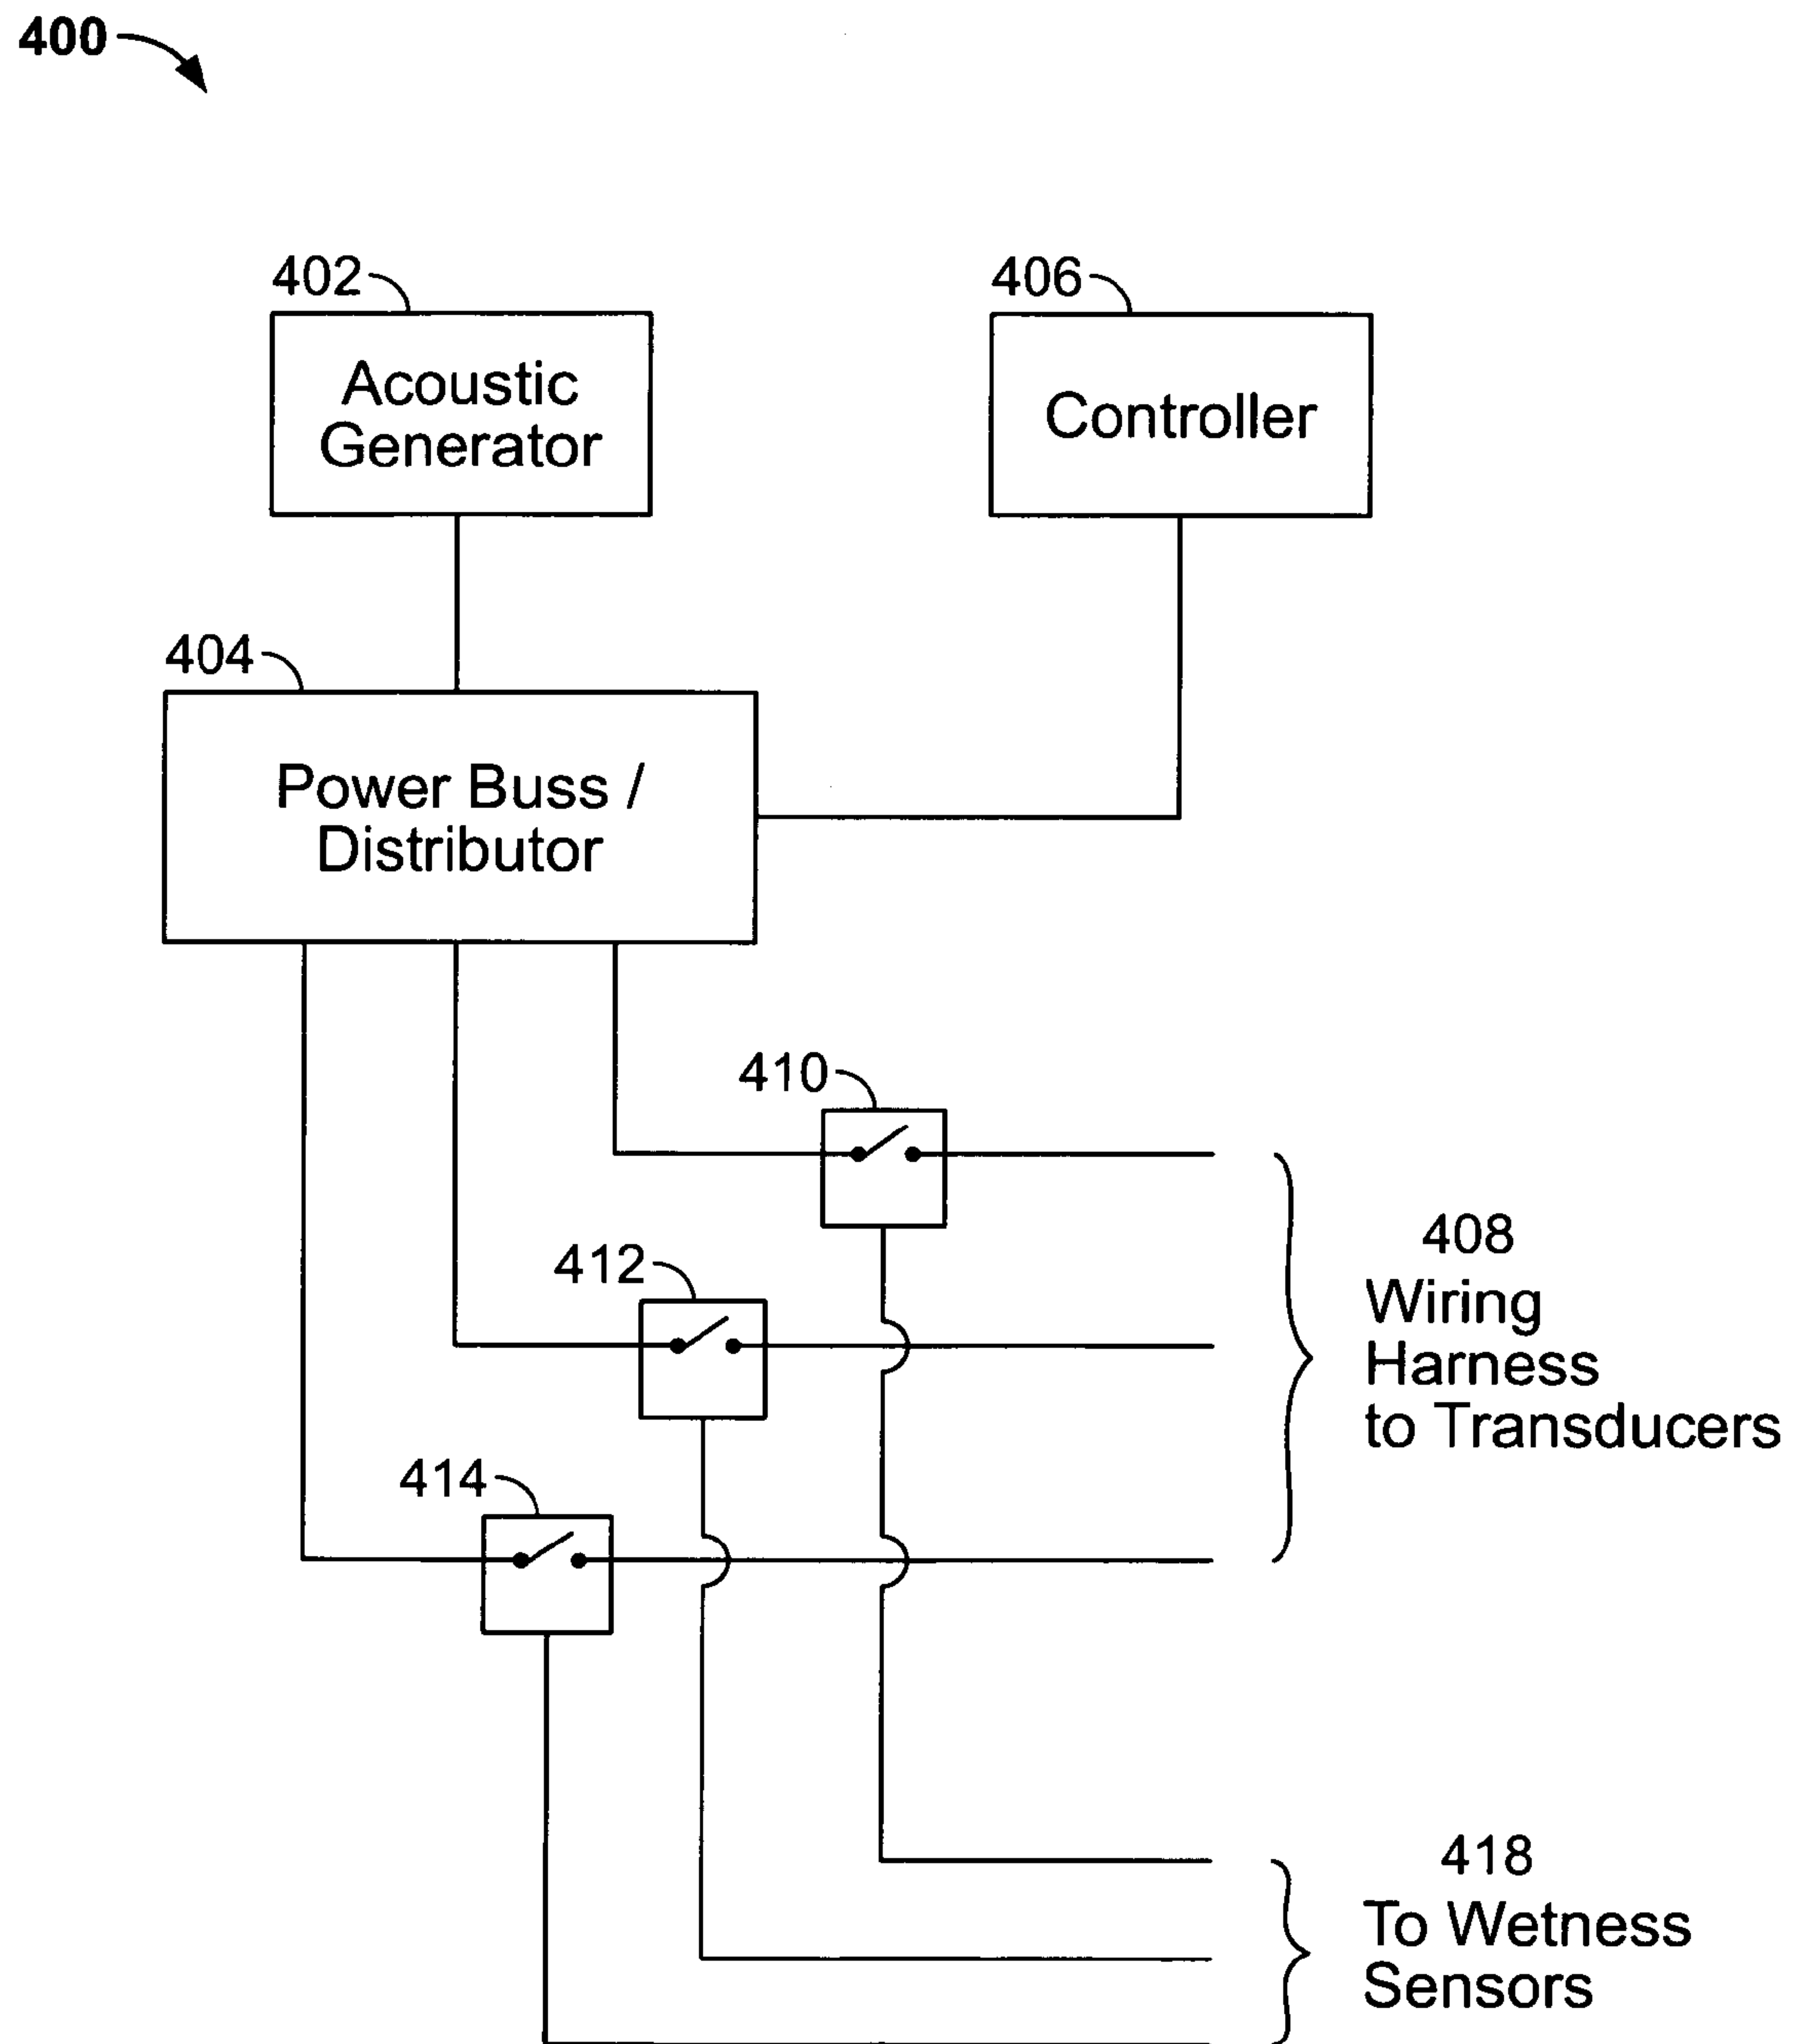 400
402
406
Acoustic
Generator
Controller
404
Power Buss /
Distributor
410
412
408
Wiring
Harness
to Transducers
414
418
To Wetness
Sensors